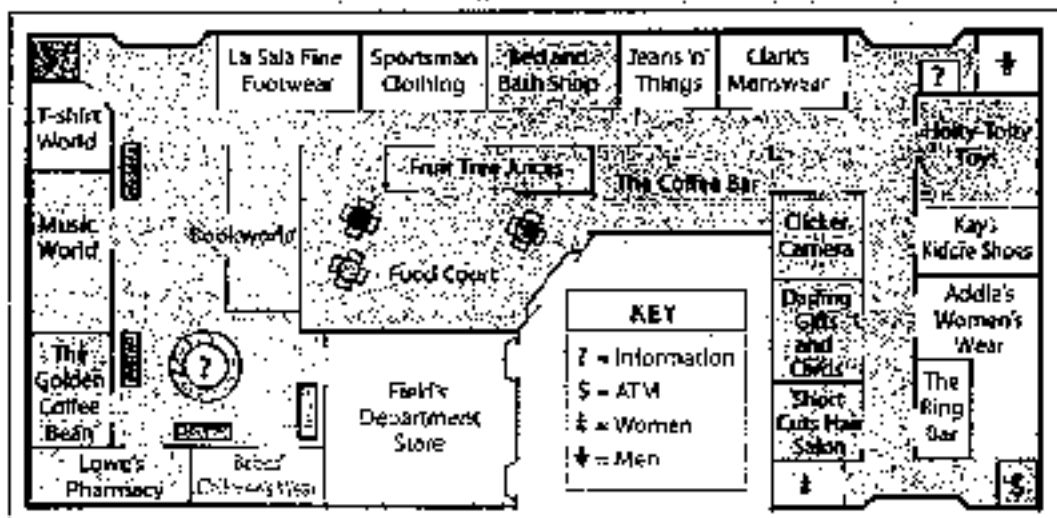 La Sala Fine
Footwear
Sportsman
Clothing
Bed and
Bath Shop
Jeans 'n'
Things
Clark's
Menswear
?
T-shirt
World
Hoity-Toity
Toys
Fruit Tree Juices
The Coffee Bar
Music
World
Bookworld
Clicker
Camera
Kay's
Kiddie Shoes
Food Court
Addie's
Women's
Wear
Gifts
and
Cards
KEY
? = Information
$ = ATM
= Women
= Men
The
Golden
Coffee
Bean
?
Field's
Department
Store
The
Ring
Bar
Short
Cuts Hair
Salon
Lowe's
Pharmacy
Children's Wear
$